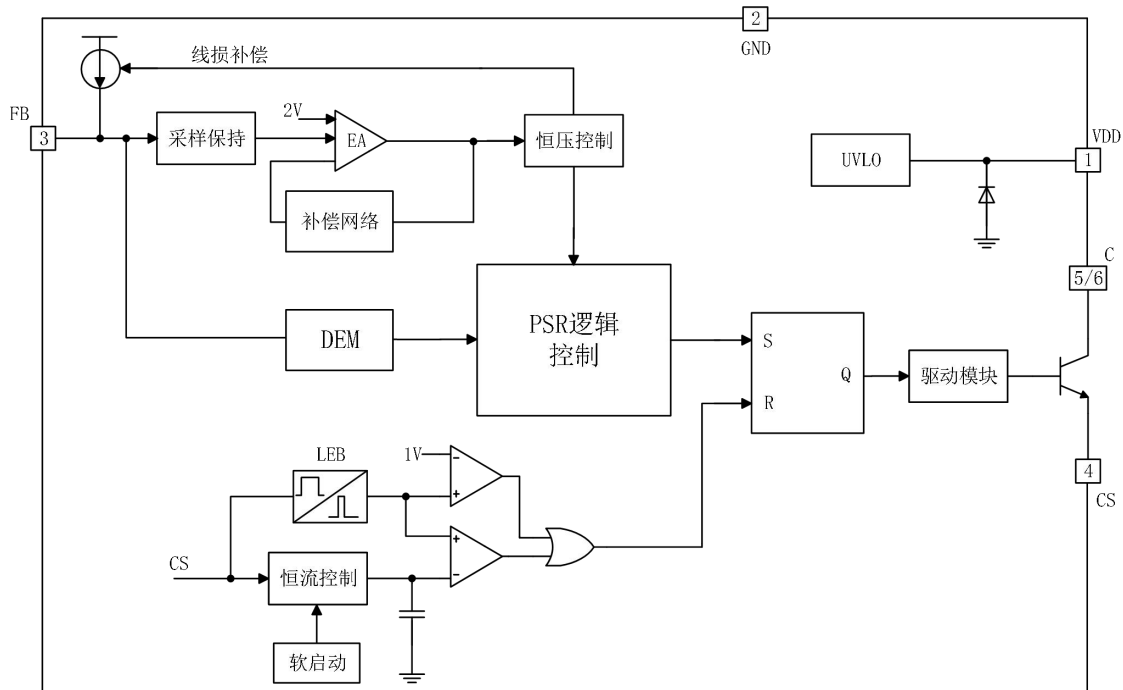 2
GND
线损补偿
FB
3
采样保持
2V
EA
恒压控制
补偿网络
UVLO
VDD
1
C
5/6
DEM
PSR逻辑
控制
S
Q
R
驱动模块
4
CS
LEB
1V
-
+
+
-
CS
恒流控制
软启动